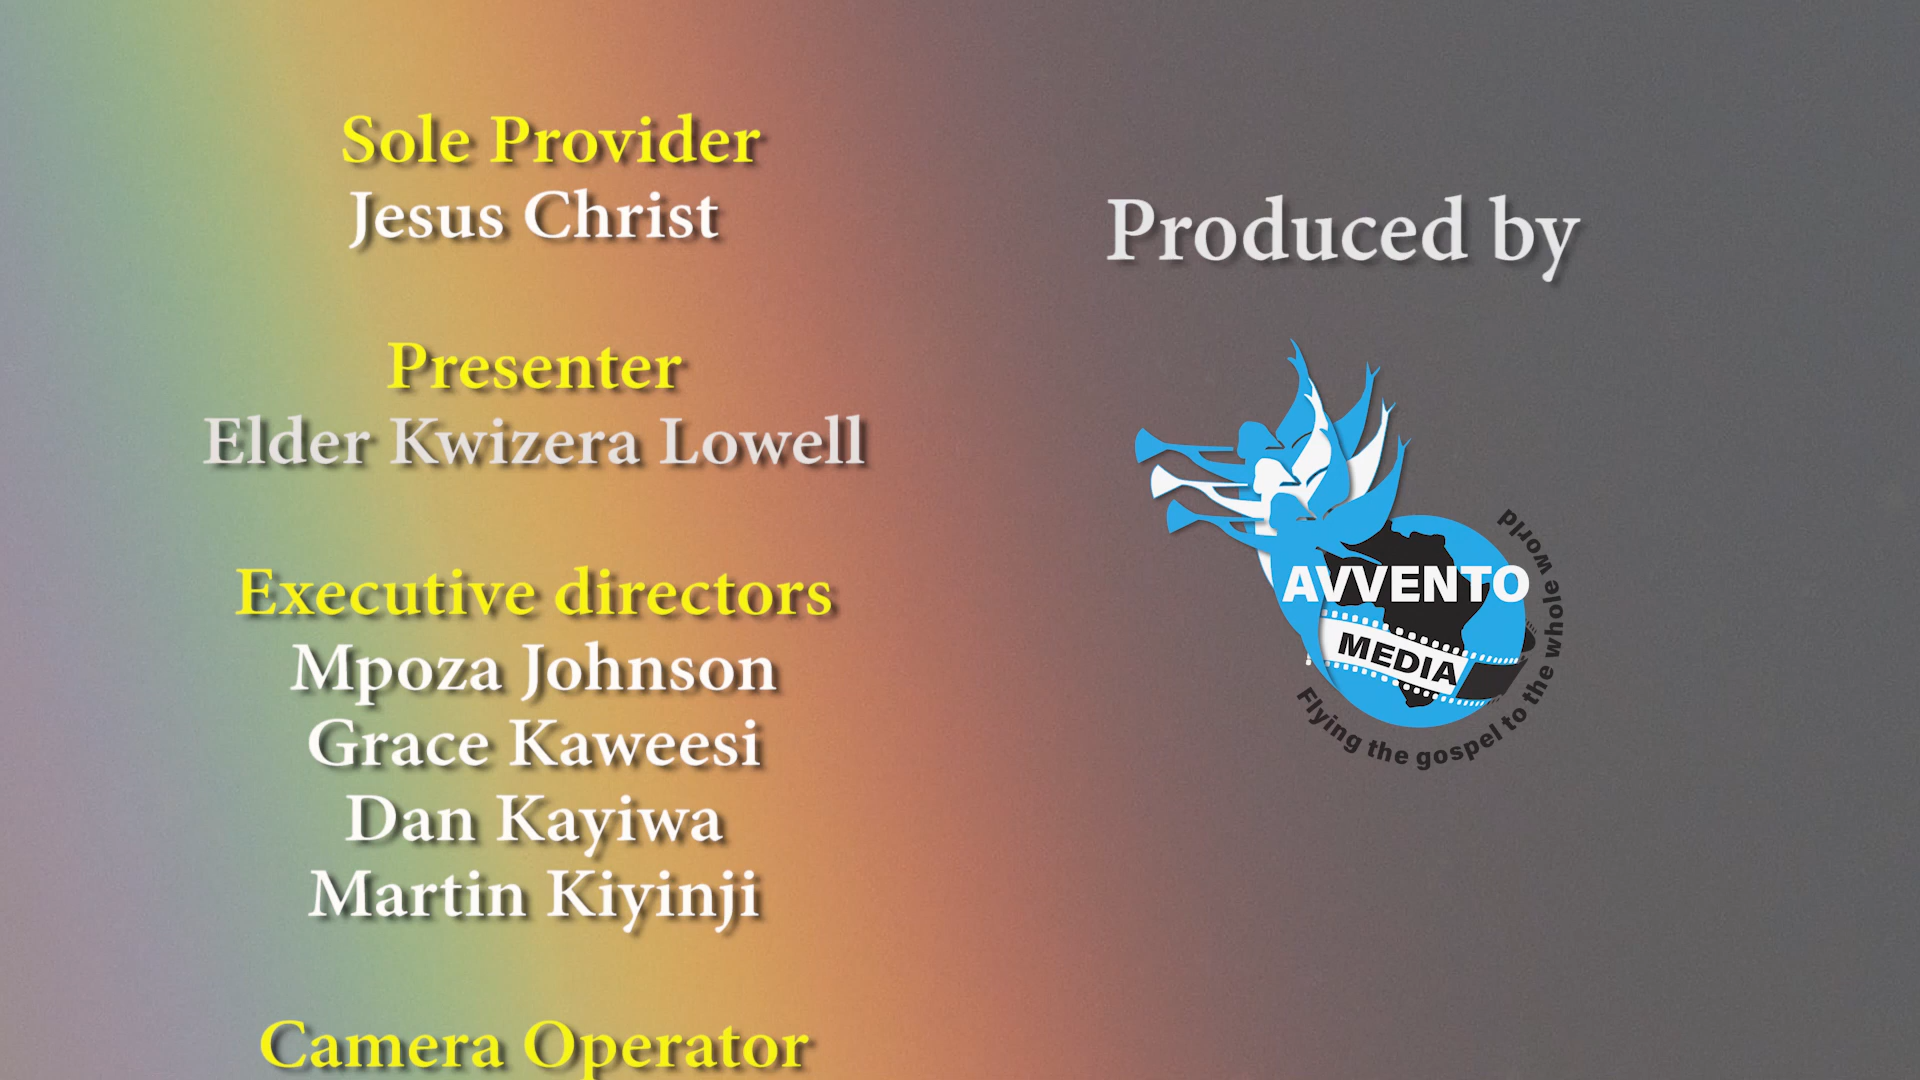 Sole Provider
Jesus Christ
Presenter
Elder Kwizera Lowell
Executive directors
Mpoza Johnson
Grace Kaweesi
Dan Kayiwa
Martin Kiyinji
Camera Operator
Produced by
AVVENTO
MEDIA
Flying the gospel to the whole world